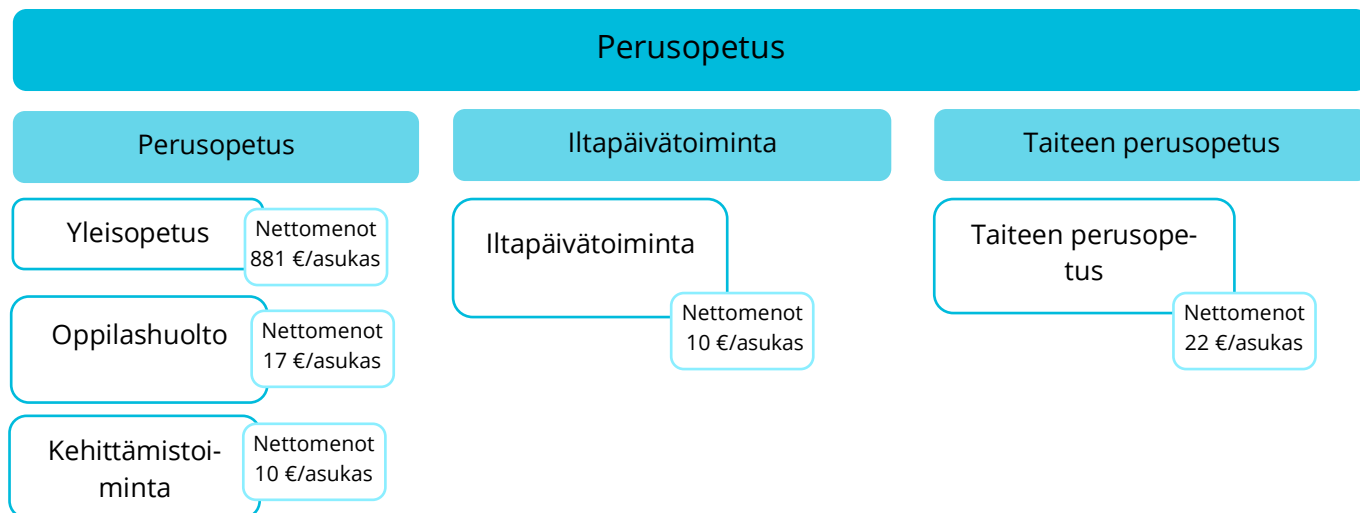 Perusopetus
Perusopetus
Yleisopetus
Nettomenot
881 €/asukas
Oppilashuolto
Nettomenot
17 €/asukas
Kehittämistoi-
minta
Nettomenot
10 €/asukas
Iltapäivätoiminta
Iltapäivätoiminta
Nettomenot
10 €/asukas
Taiteen perusopetus
Taiteen perusope-
tus
Nettomenot
22 €/asukas